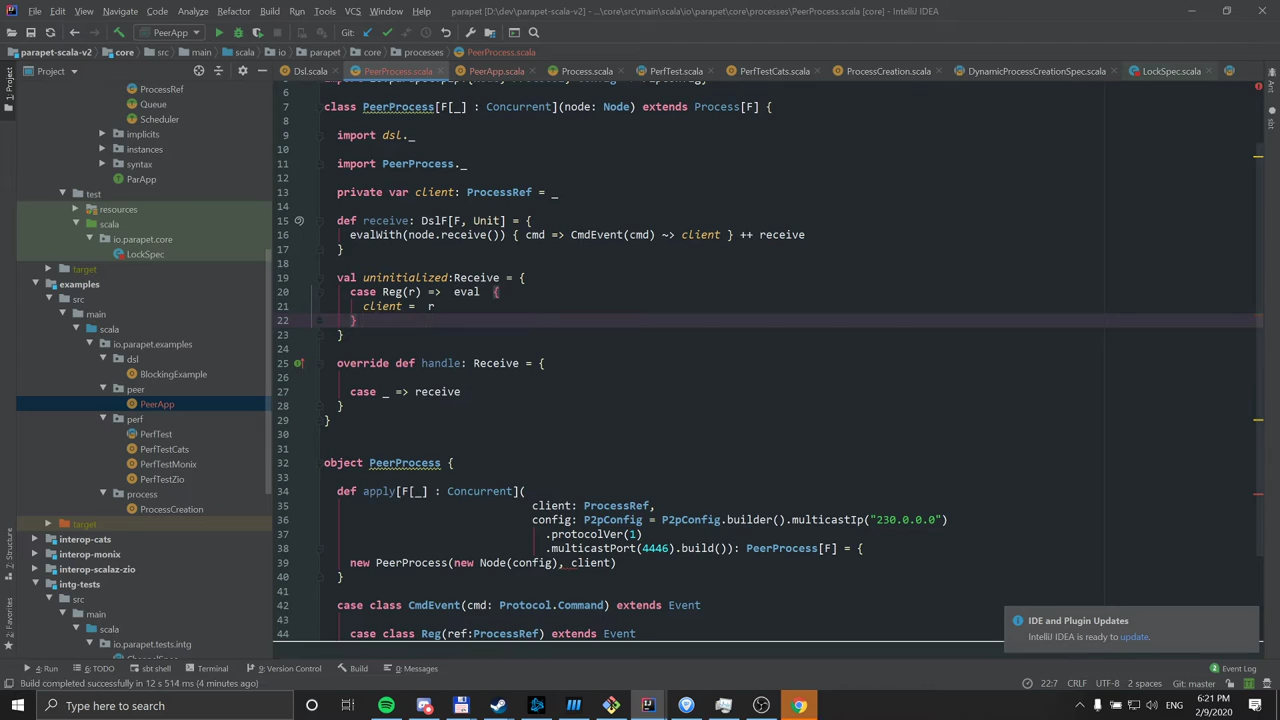 File Edit View Navigate Code Analyze Refactor Build Run Tools VCS Window Help parapet [D:\dev\parapet-scala-v2] - ...\core\src\main\scala\io\parapet\core\processes\PeerProcess.scala [core] - IntelliJ IDEA
PeerApp Git:
parapet-scala-v2 core src main scala io parapet core processes PeerProcess.scala
Project Dsl.scala PeerProcess.scala PeerApp.scala Process.scala PerfTest.scala PerfTestCats.scala ProcessCreation.scala DynamicProcessCreationSpec.scala LockSpec.scala
1: Project
ProcessRef
Queue
Scheduler
implicits
instances
syntax
ParApp
test
resources
scala
io.parapet.core
LockSpec
target
examples
src
main
scala
io.parapet.examples
dsl
BlockingExample
peer
PeerApp
perf
PerfTest
PerfTestCats
PerfTestMonix
PerfTestZio
process
ProcessCreation
target
interop-cats
interop-monix
interop-scalaz-zio
intg-tests
src
main
scala
io.parapet.tests.intg
7: Structure
2: Favorites
6
7 class PeerProcess[F[_] : Concurrent](node: Node) extends Process[F] {
8
9 import dsl._
10
11 import PeerProcess._
12
13 private var client: ProcessRef = _
14
15 def receive: DslF[F, Unit] = {
16 evalWith(node.receive()) { cmd => CmdEvent(cmd) ~> client } ++ receive
17 }
18
19 val uninitialized:Receive = {
20 case Reg(r) => eval {
21 client = r
22 }
23 }
24
25 override def handle: Receive = {
26
27 case _ => receive
28 }
29 }
30
31
32 object PeerProcess {
33
34 def apply[F[_] : Concurrent](
35 client: ProcessRef,
36 config: P2pConfig = P2pConfig.builder().multicastIp("230.0.0.0")
37 .protocolVer(1)
38 .multicastPort(4446).build()): PeerProcess[F] = {
39 new PeerProcess(new Node(config), client)
40 }
41
42 case class CmdEvent(cmd: Protocol.Command) extends Event
43
44 case class Reg(ref:ProcessRef) extends Event
Ant
sbt
IDE and Plugin Updates
IntelliJ IDEA is ready to update.
4: Run 6: TODO sbt shell Terminal 9: Version Control Build 0: Messages 2 Event Log
Build completed successfully in 12 s 514 ms (4 minutes ago) 22:7 CRLF UTF-8 2 spaces Git: master
Type here to search ENG 6:21 PM
2/9/2020